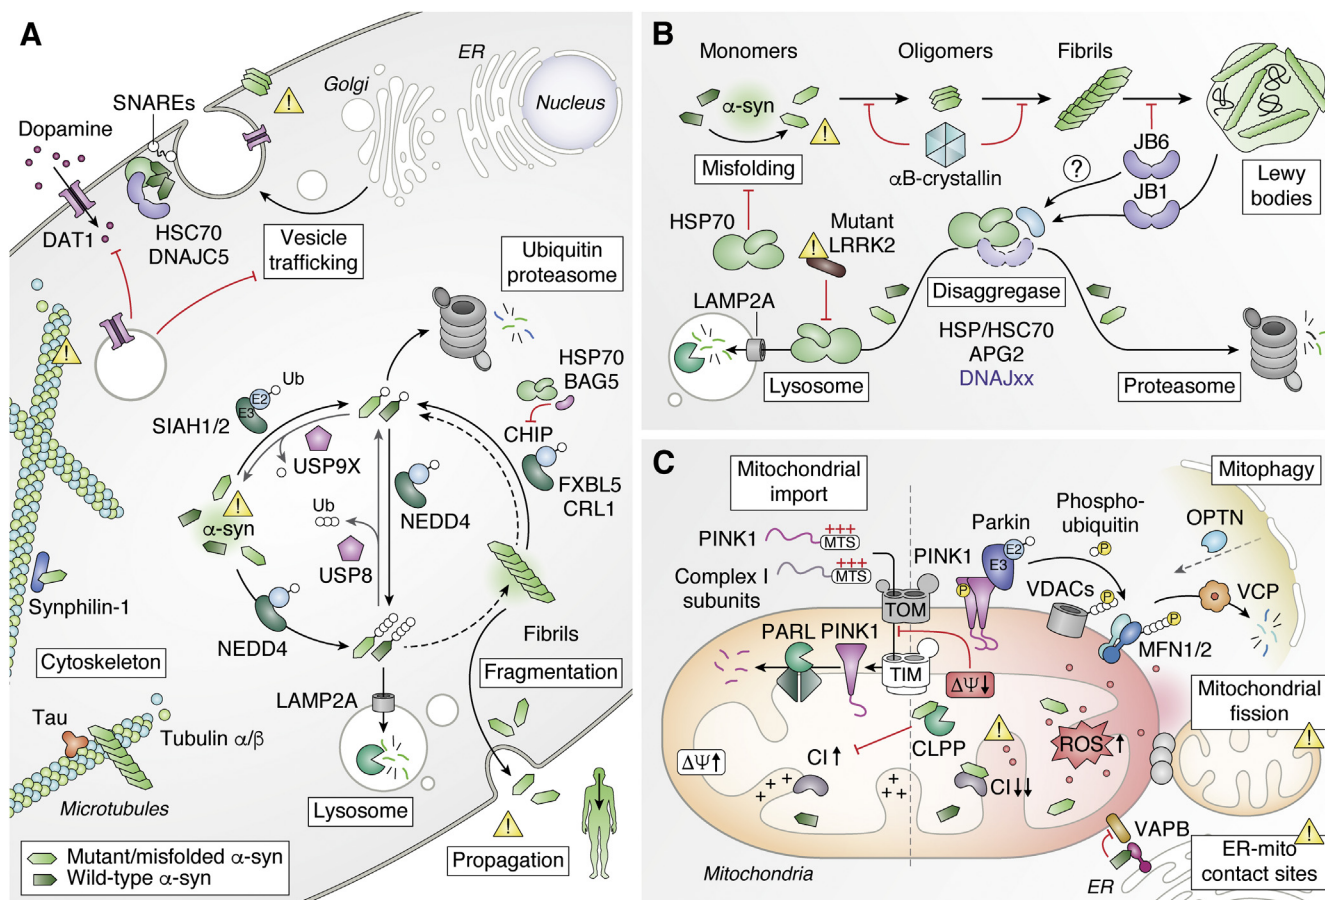 A
ER
Golgi
Nucleus
SNAREs
!
Dopamine
DAT1
HSC70
DNAJC5
Vesicle
trafficking
Ubiquitin
proteasome
!
HSP70
BAG5
Ub
E2
E3
SIAH1/2
CHIP
USP9X
FXBL5
CRL1
!
α-syn
Ub
NEDD4
USP8
Synphilin-1
NEDD4
Fibrils
Cytoskeleton
Fragmentation
LAMP2A
Tau
Tubulin α/β
Microtubules
Lysosome
!
Propagation
Mutant/misfolded α-syn
Wild-type α-syn
B
Monomers
Oligomers
Fibrils
α-syn
!
JB6
Misfolding
αB-crystallin
?
JB1
Lewy
bodies
HSP70
Mutant
LRRK2
!
LAMP2A
Disaggregase
HSP/HSC70
APG2
DNAJxx
Lysosome
Proteasome
C
Mitochondrial
import
Mitophagy
Phospho-
ubiquitin
OPTN
PINK1
+++
MTS
Parkin
PINK1
E2
E3
P
Complex I
subunits
+++
MTS
P
VDACs
P
VCP
TOM
PARL
PINK1
P
MFN1/2
TIM
ΔΨ↓
Mitochondrial
fission
!
CLPP
!
ROS ↑
ΔΨ↑
CI ↑
+ + + +
+ + +
CI ↓↓
VAPB
!
ER-mito
contact sites
Mitochondria
ER